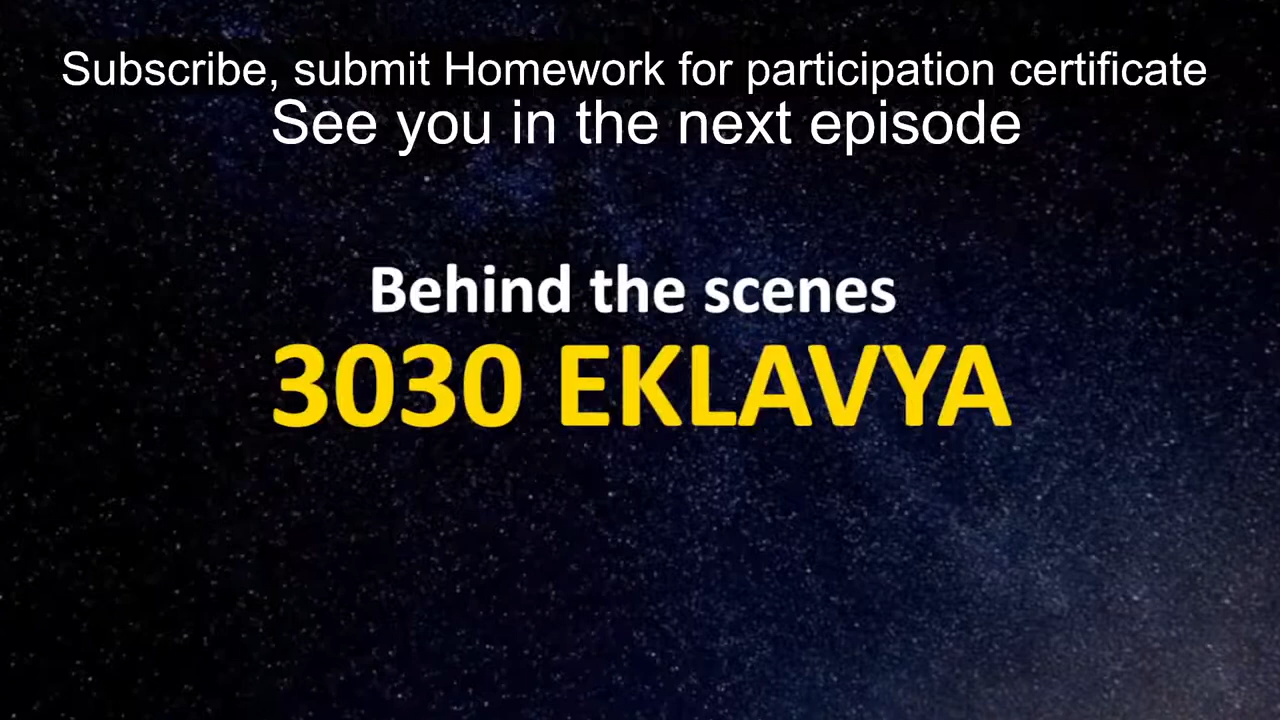 Subscribe, submit Homework for participation certificate
See you in the next episode
Behind the scenes
3030 EKLAVYA